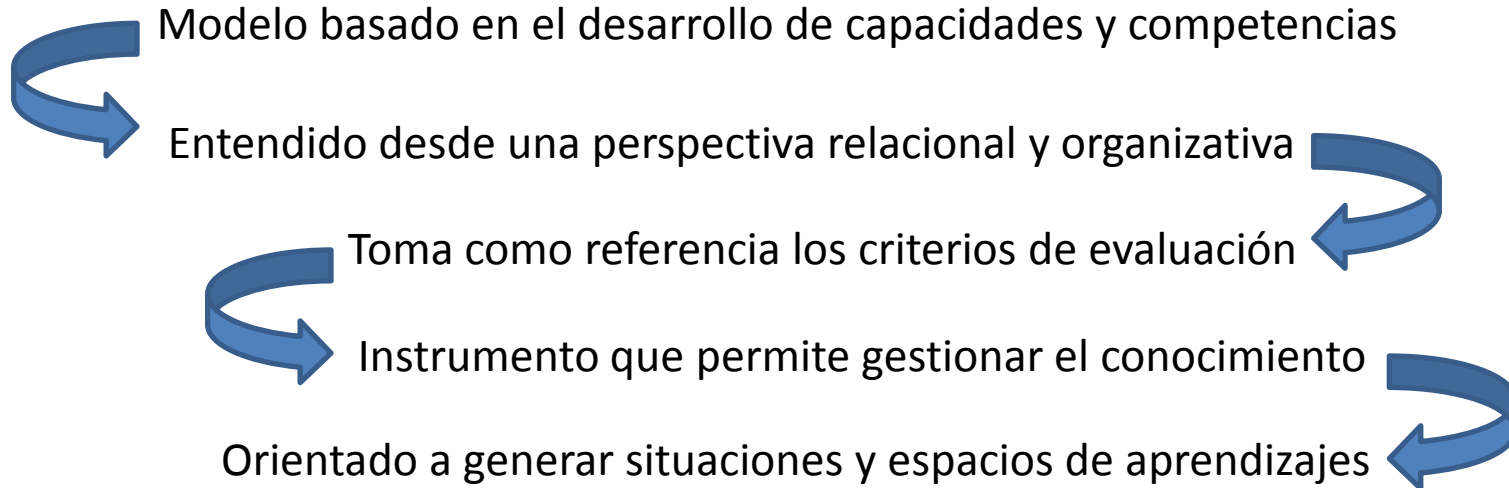 Modelo basado en el desarrollo de capacidades y competencias
Entendido desde una perspectiva relacional y organizativa
Toma como referencia los criterios de evaluación
Instrumento que permite gestionar el conocimiento
Orientado a generar situaciones y espacios de aprendizajes